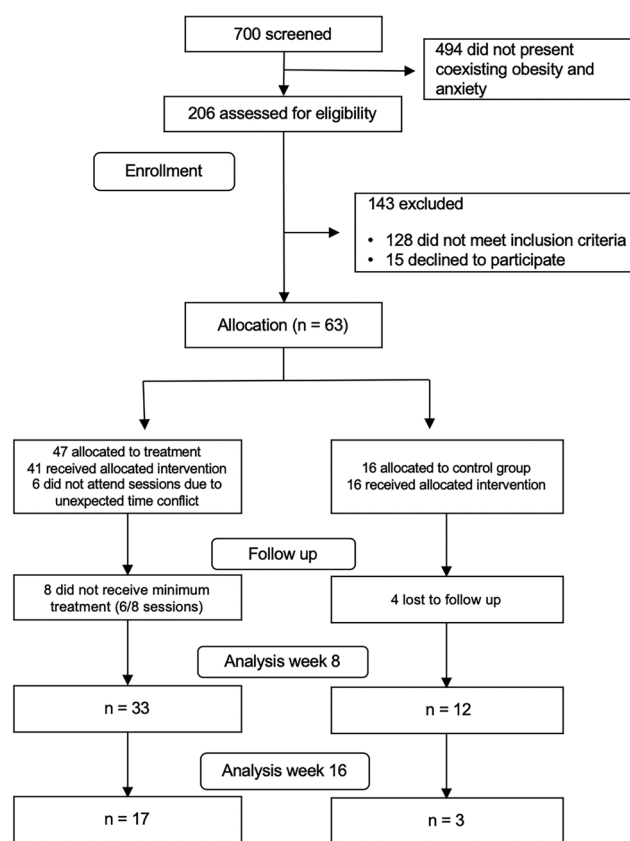 700 screened
494 did not present
coexisting obesity and
anxiety
206 assessed for eligibility
Enrollment
143 excluded
• 128 did not meet inclusion criteria
• 15 declined to participate
Allocation (n = 63)
47 allocated to treatment
41 received allocated intervention
6 did not attend sessions due to
unexpected time conflict
16 allocated to control group
16 received allocated intervention
Follow up
8 did not receive minimum
treatment (6/8 sessions)
4 lost to follow up
Analysis week 8
n = 33
n = 12
Analysis week 16
n = 17
n = 3